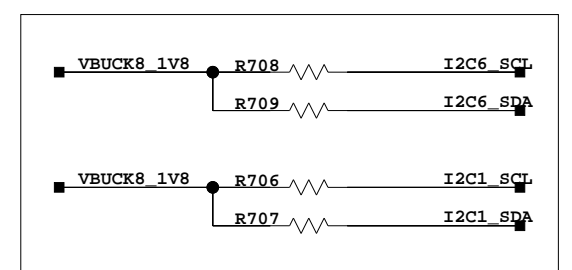 VBUCK8_1V8 R708 I2C6_SCL
R709 I2C6_SDA
VBUCK8_1V8 R706 I2C1_SCL
R707 I2C1_SDA